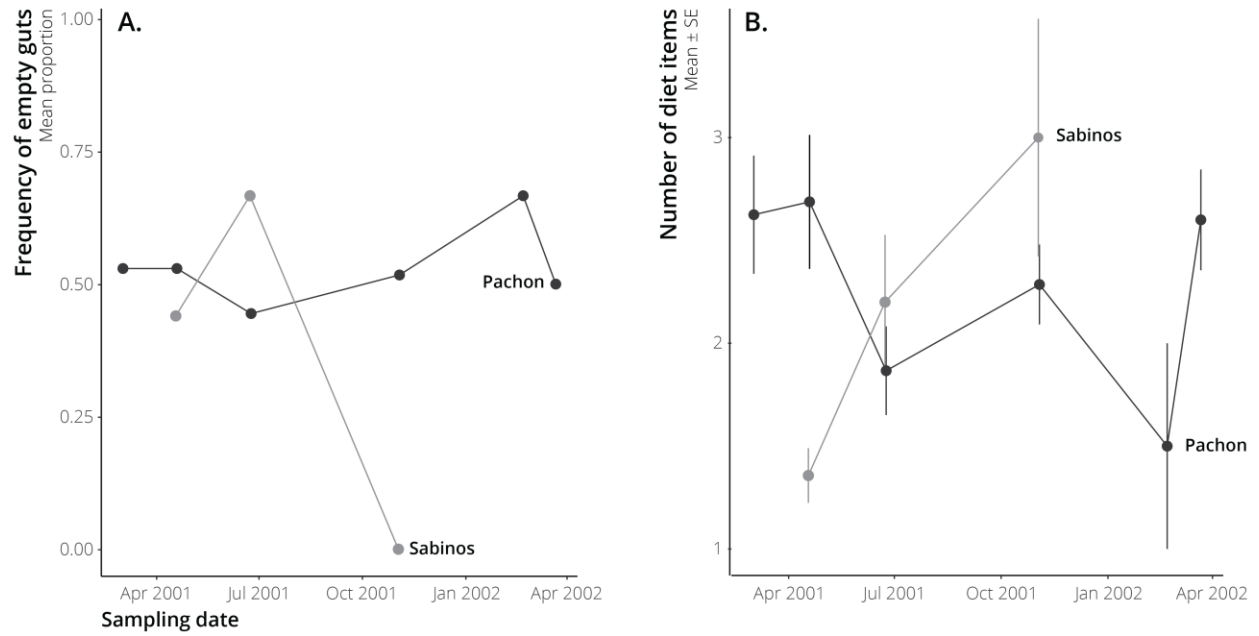 A.
Frequency of empty guts
Mean proportion
1.00
0.75
0.50
0.25
0.00
Pachon
Sabinos
Apr 2001 Jul 2001 Oct 2001 Jan 2002 Apr 2002
Sampling date
B.
Number of diet items
Mean ± SE
3
2
1
Sabinos
Pachon
Apr 2001 Jul 2001 Oct 2001 Jan 2002 Apr 2002